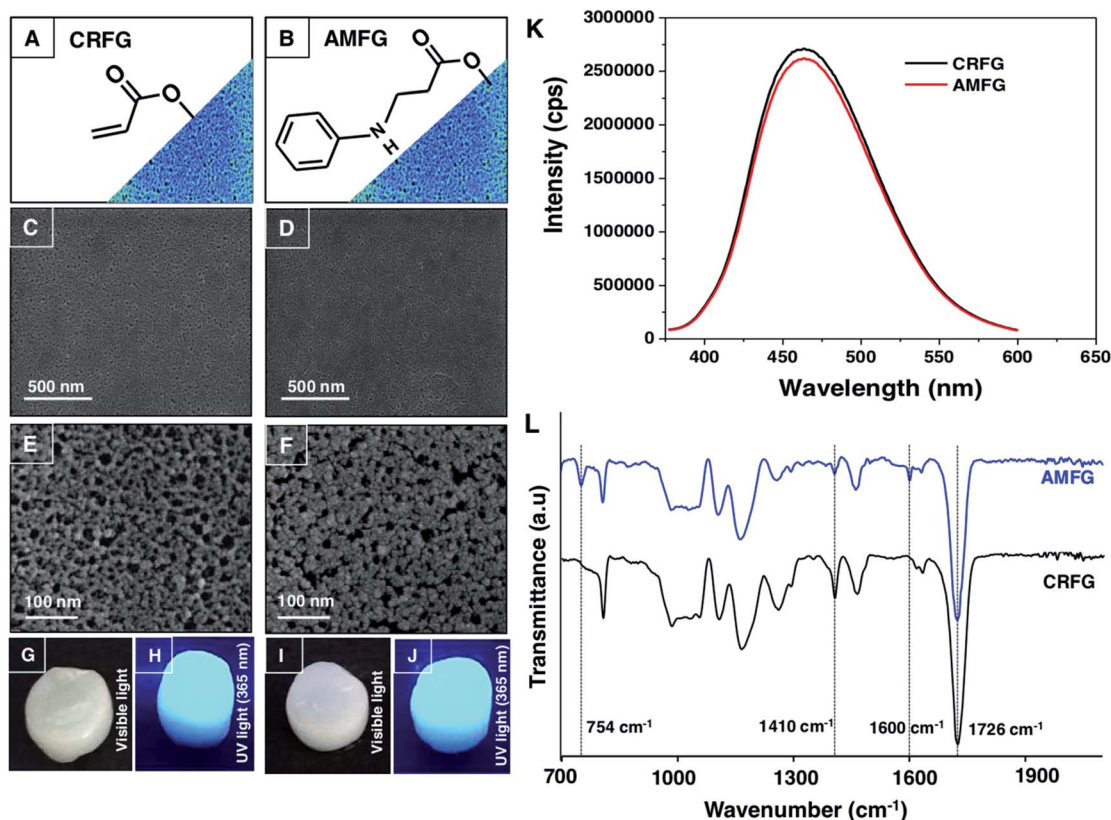 A CRFG
O
O
B AMFG
O
O
N
H
C
500 nm
D
500 nm
E
100 nm
F
100 nm
G
Visible light
H
UV light (365 nm)
I
Visible light
J
UV light (365 nm)
K
3000000
2500000
2000000
1500000
1000000
500000
0
Intensity (cps)
CRFG
AMFG
400 450 500 550 600 650
Wavelength (nm)
L
Transmittance (a.u)
AMFG
CRFG
754 cm⁻¹ 1410 cm⁻¹ 1600 cm⁻¹ 1726 cm⁻¹
700 1000 1300 1600 1900
Wavenumber (cm⁻¹)